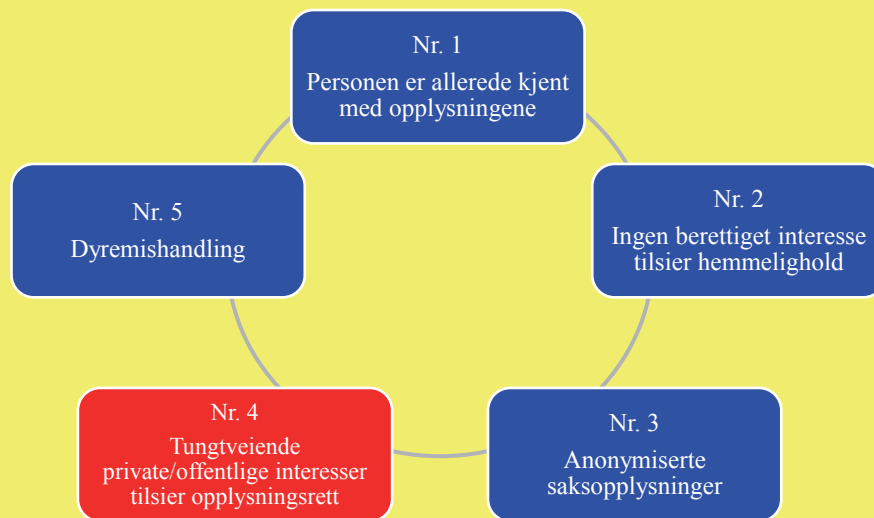 Nr. 1
Personen er allerede kjent
med opplysningene
Nr. 2
Ingen berettiget interesse
tilsier hemmelighold
Nr. 3
Anonymiserte
saksopplysninger
Nr. 4
Tungtveiende
private/offentlige interesser
tilsier opplysningsrett
Nr. 5
Dyremishandling